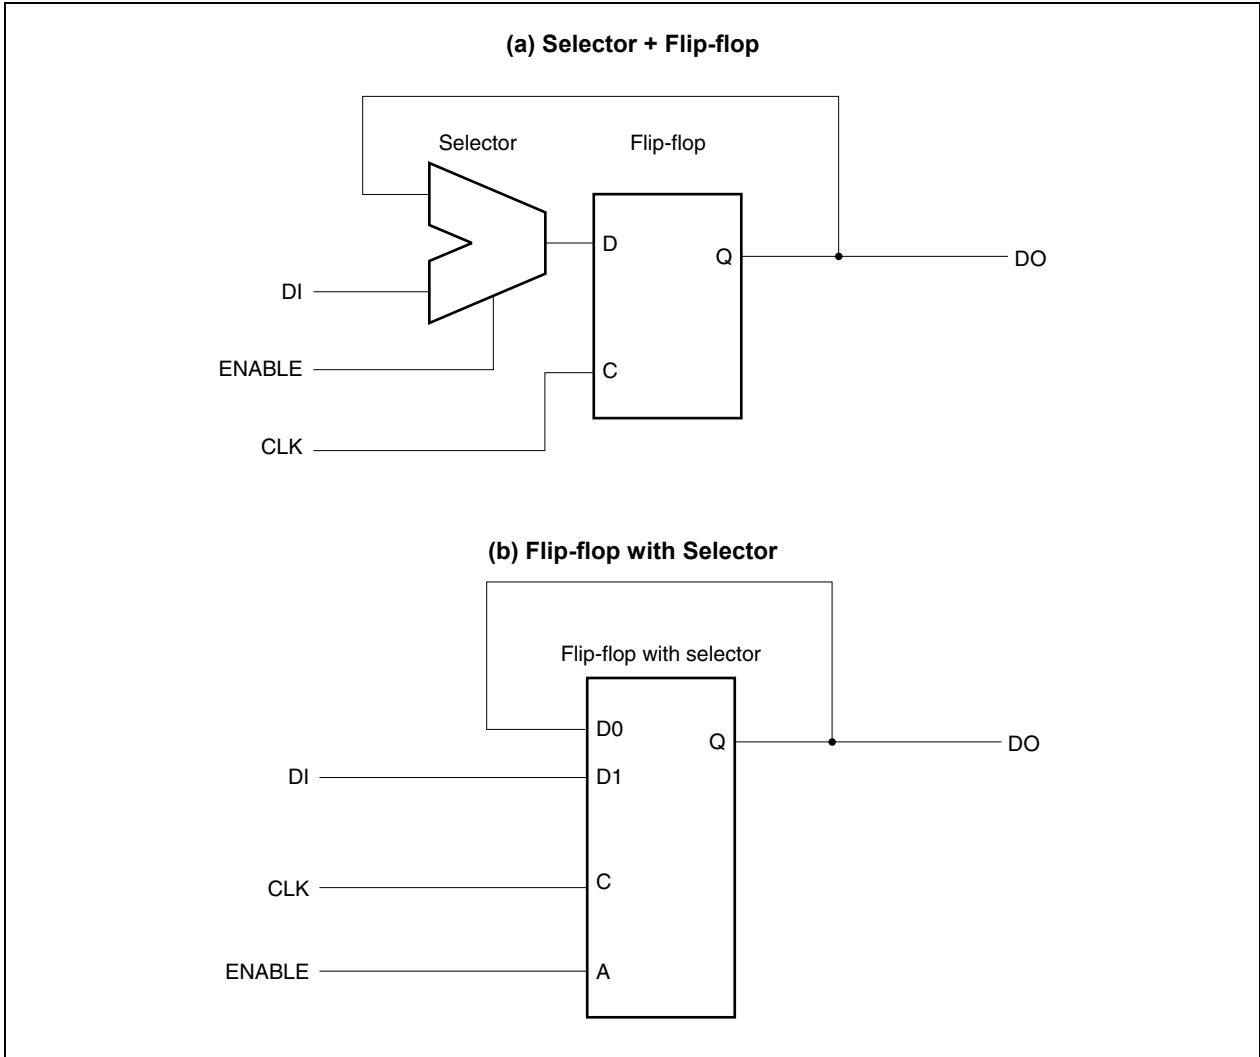 (a) Selector + Flip-flop
Selector
Flip-flop
D
Q
DO
DI
ENABLE
C
CLK
(b) Flip-flop with Selector
Flip-flop with selector
D0
Q
DO
DI
D1
CLK
C
ENABLE
A